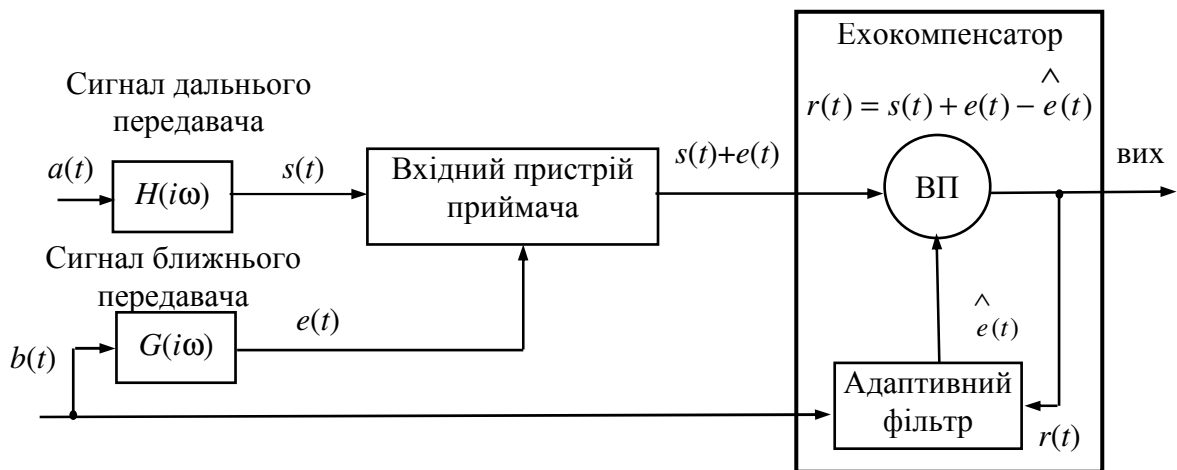 Ехокомпенсатор
r(t) = s(t) + e(t) − ê(t)
Сигнал дальнього
передавача
a(t)
H(iω)
s(t)
Вхідний пристрій
приймача
s(t)+e(t)
ВП
вих
Сигнал ближнього
передавача
b(t)
G(iω)
e(t)
ê(t)
Адаптивний
фільтр
r(t)